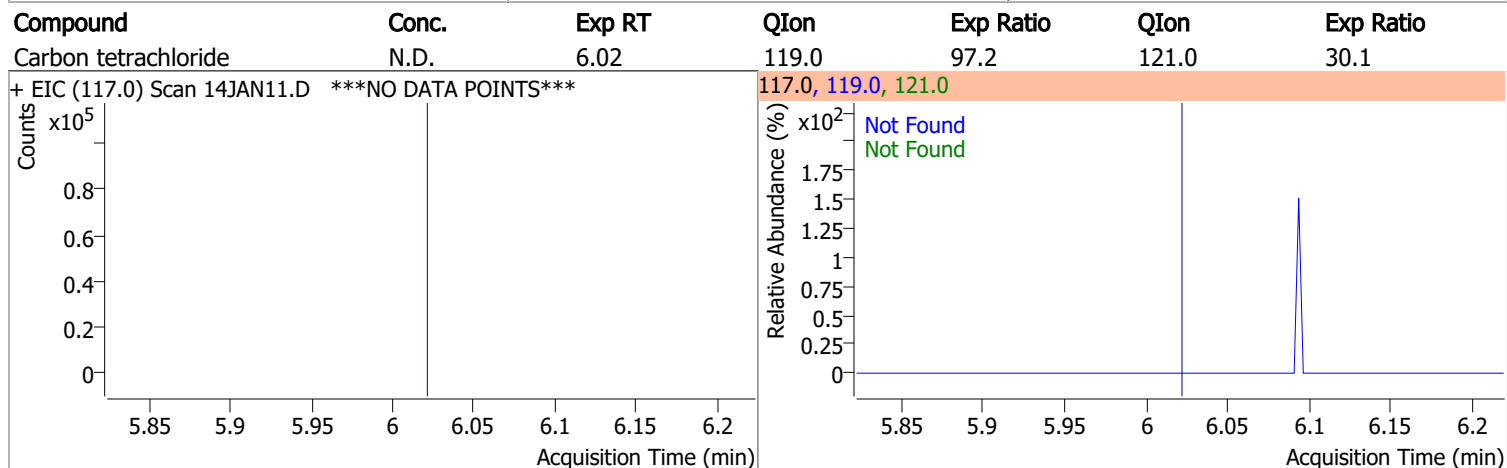 Compound Conc. Exp RT QIon Exp Ratio QIon Exp Ratio
Carbon tetrachloride N.D. 6.02 119.0 97.2 121.0 30.1
+ EIC (117.0) Scan 14JAN11.D ***NO DATA POINTS***
Counts
x10⁵
0.8
0.6
0.4
0.2
0
5.85 5.9 5.95 6 6.05 6.1 6.15 6.2
Acquisition Time (min)
117.0, 119.0, 121.0
Relative Abundance (%)
x10²
Not Found
Not Found
1.75
1.5
1.25
1
0.75
0.5
0.25
0
5.85 5.9 5.95 6 6.05 6.1 6.15 6.2
Acquisition Time (min)